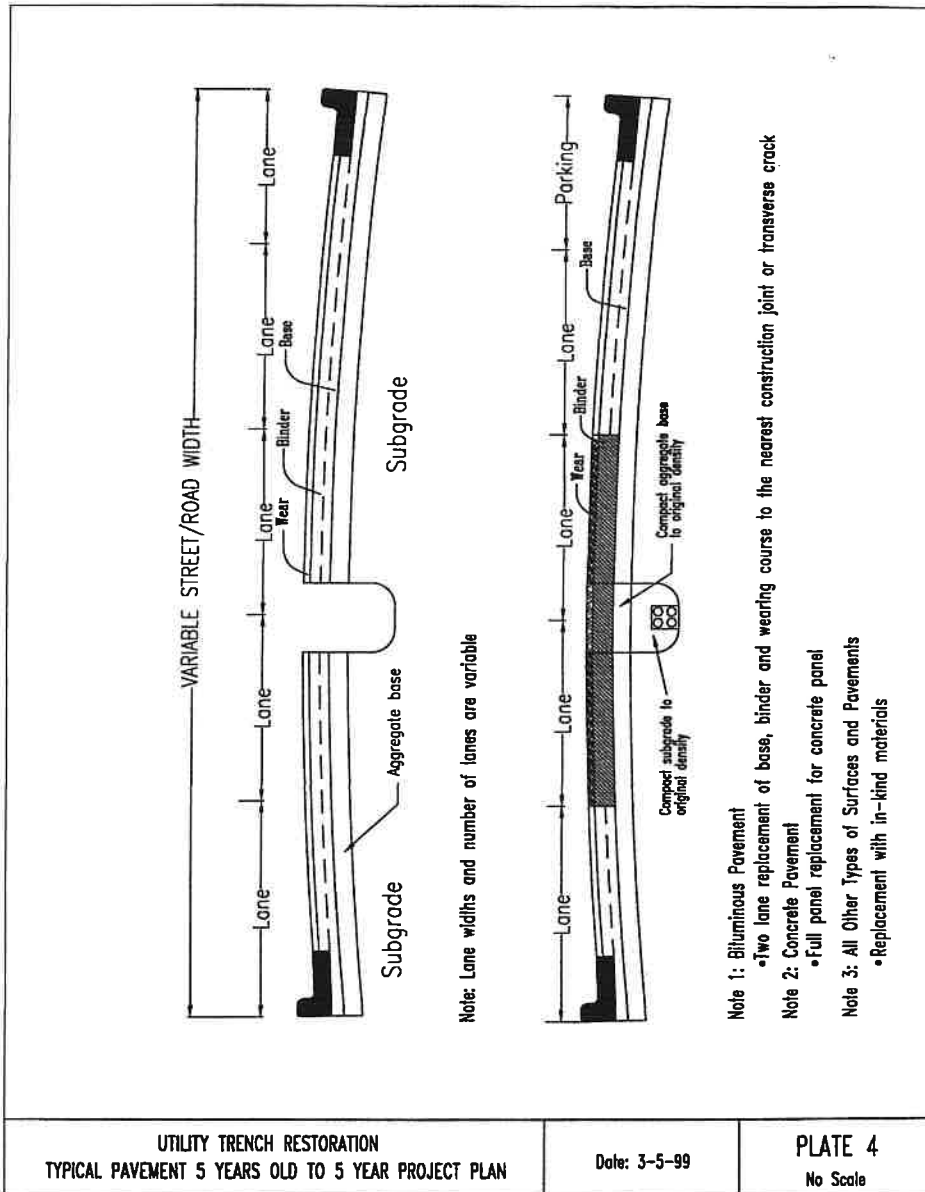 VARIABLE STREET/ROAD WIDTH
Lane
Lane
Lane
Lane
Lane
Wear
Binder
Base
Subgrade
Aggregate base
Subgrade
Note: Lane widths and number of lanes are variable
Lane
Lane
Lane
Lane
Parking
Wear
Binder
Base
Compact subgrade to
original density
Compact aggregate base
to original density
Note 1: Bituminous Pavement
•Two lane replacement of base, binder and wearing course to the nearest construction joint or transverse crack
Note 2: Concrete Pavement
•Full panel replacement for concrete panel
Note 3: All Other Types of Surfaces and Pavements
•Replacement with in-kind materials
UTILITY TRENCH RESTORATION
TYPICAL PAVEMENT 5 YEARS OLD TO 5 YEAR PROJECT PLAN
Date: 3-5-99
PLATE 4
No Scale